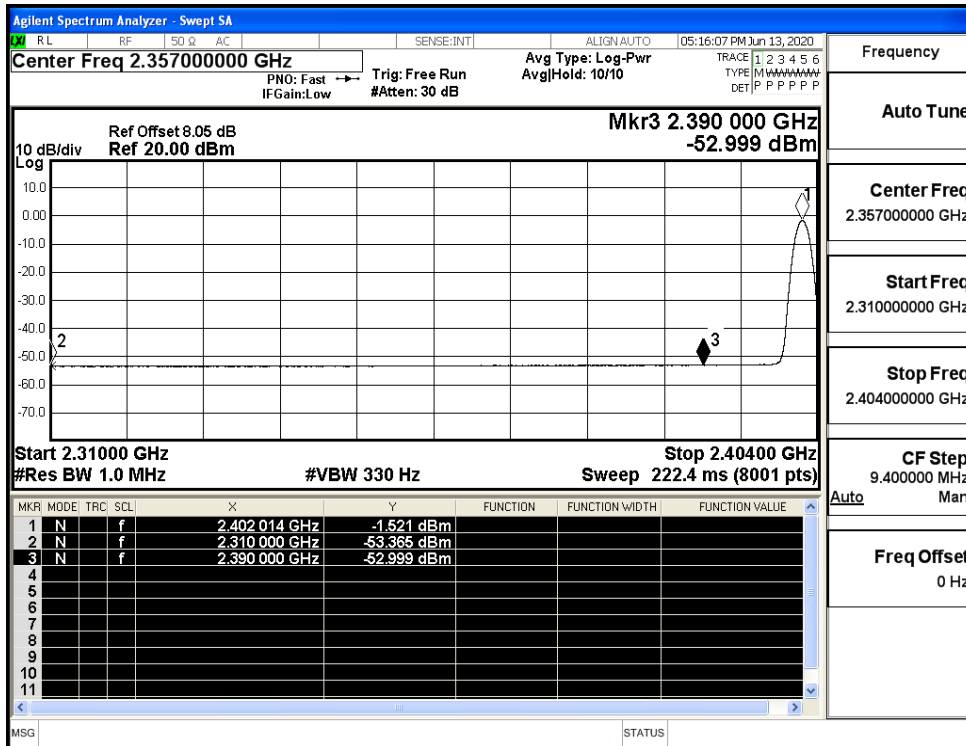 Agilent Spectrum Analyzer - Swept SA
LXI RL RF 50 Ω AC SENSE:INT ALIGN AUTO 05:16:07 PM Jun 13, 2020
Center Freq 2.357000000 GHz
PNO: Fast Trig: Free Run Avg Type: Log-Pwr
IFGain:Low #Atten: 30 dB Avg|Hold: 10/10
TRACE 1 2 3 4 5 6
TYPE M WWWWW
DET P P P P P P
Frequency
Auto Tune
Center Freq
2.357000000 GHz
Start Freq
2.310000000 GHz
Stop Freq
2.404000000 GHz
CF Step
9.400000 MHz
Auto Man
Freq Offset
0 Hz
Mkr3 2.390 000 GHz
-52.999 dBm
Ref Offset 8.05 dB
10 dB/div Ref 20.00 dBm
Log
10.0
0.00
-10.0
-20.0
-30.0
-40.0
-50.0
-60.0
-70.0
1
2
3
Start 2.31000 GHz Stop 2.40400 GHz
#Res BW 1.0 MHz #VBW 330 Hz Sweep 222.4 ms (8001 pts)
MKR MODE TRC SCL X Y FUNCTION FUNCTION WIDTH FUNCTION VALUE
1 N f 2.402 014 GHz -1.521 dBm
2 N f 2.310 000 GHz -53.365 dBm
3 N f 2.390 000 GHz -52.999 dBm
4
5
6
7
8
9
10
11
MSG STATUS